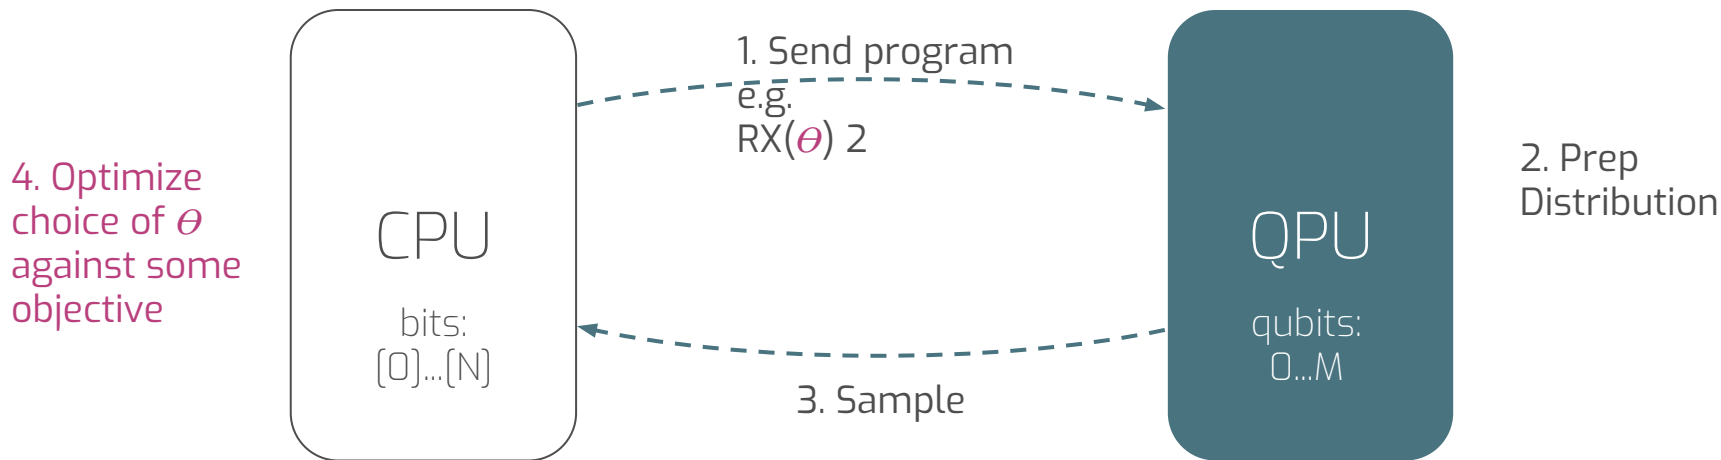 1. Send program
e.g.
RX(θ) 2
4. Optimize
choice of θ
against some
objective
CPU
bits:
[0]...[N]
QPU
qubits:
0...M
2. Prep
Distribution
3. Sample